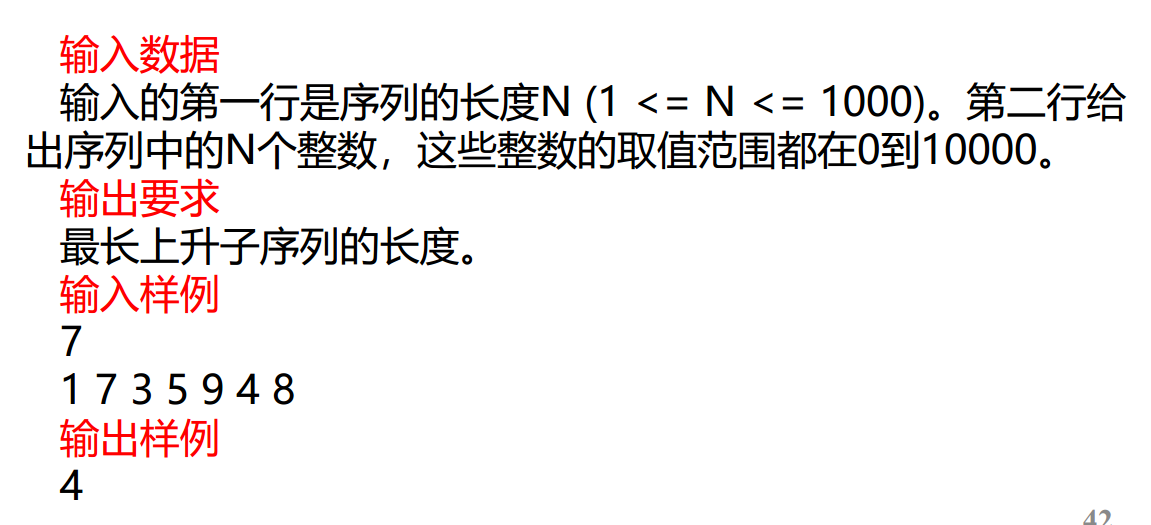 输入数据
输入的第一行是序列的长度N (1 <= N <= 1000)。第二行给
出序列中的N个整数，这些整数的取值范围都在0到10000。
输出要求
最长上升子序列的长度。
输入样例
7
1 7 3 5 9 4 8
输出样例
4
42